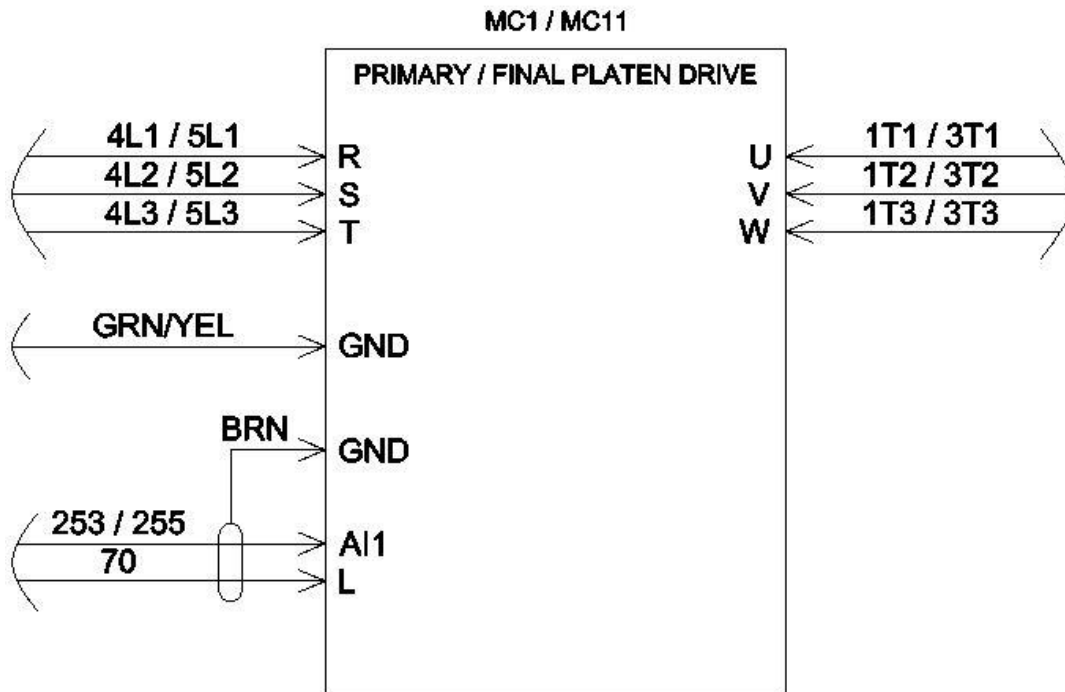 MC1 / MC11
PRIMARY / FINAL PLATEN DRIVE
4L1 / 5L1
R
U
1T1 / 3T1
4L2 / 5L2
S
V
1T2 / 3T2
4L3 / 5L3
T
W
1T3 / 3T3
GRN/YEL
GND
BRN
GND
253 / 255
AI1
70
L